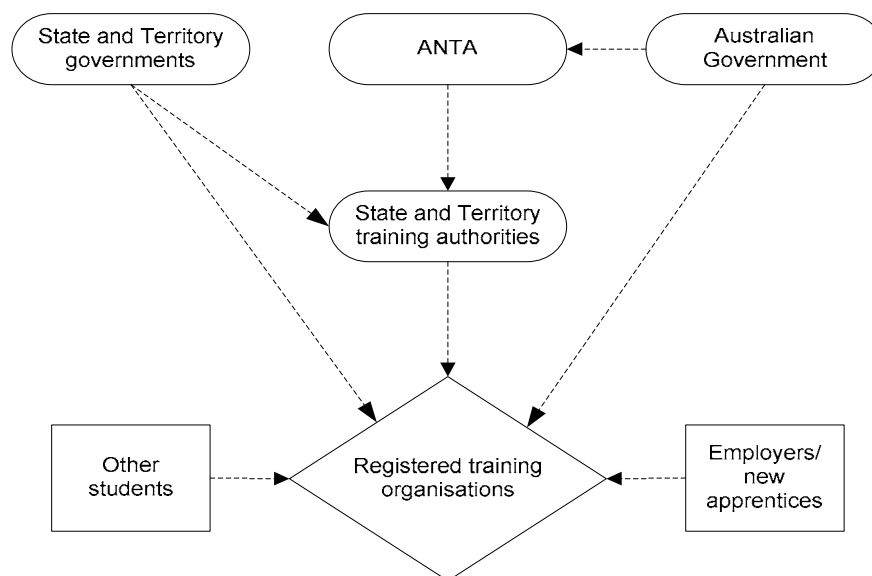 State and Territory
governments
ANTA
Australian
Government
State and Territory
training authorities
Other
students
Registered training
organisations
Employers/
new
apprentices